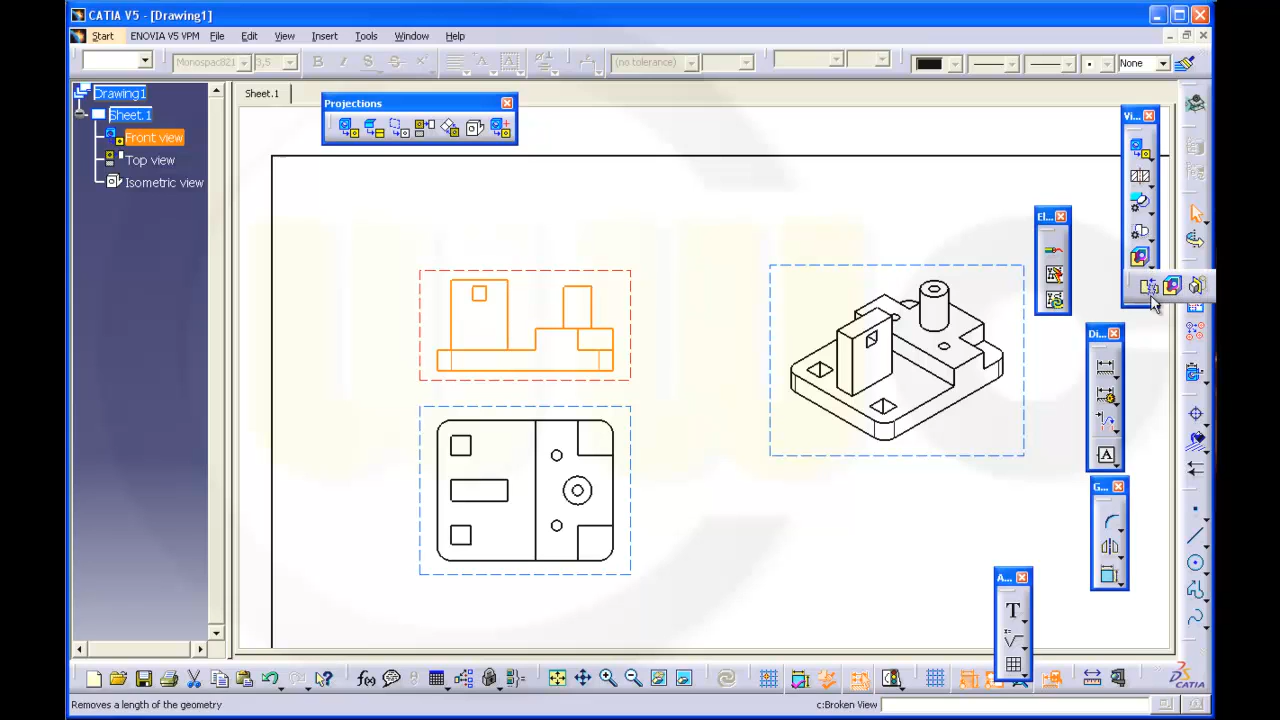 CATIA V5 - [Drawing1]
Start ENOVIA V5 VPM File Edit View Insert Tools Window Help
Monospac821 3,5 (no tolerance) None
Drawing1
Sheet.1
Front view
Top view
Isometric view
Sheet.1
Projections
Vi...
El...
Di...
G...
A...
A
T
f(x)
CATIA
Removes a length of the geometry
c:Broken View